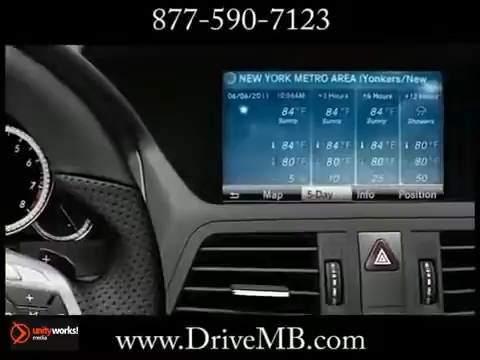 877-590-7123
NEW YORK METRO AREA (Yonkers/New
06/06/2011 10:56AM +3 Hours +6 Hours +12 Hours
84°F 84°F 84°F
Sunny Sunny Sunny Showers
84°F 84°F 84°F 80°F
80°F 80°F 80°F 80°F
5 10 25 50
Map 5-Day Info Position
unityworks!
media
www.DriveMB.com